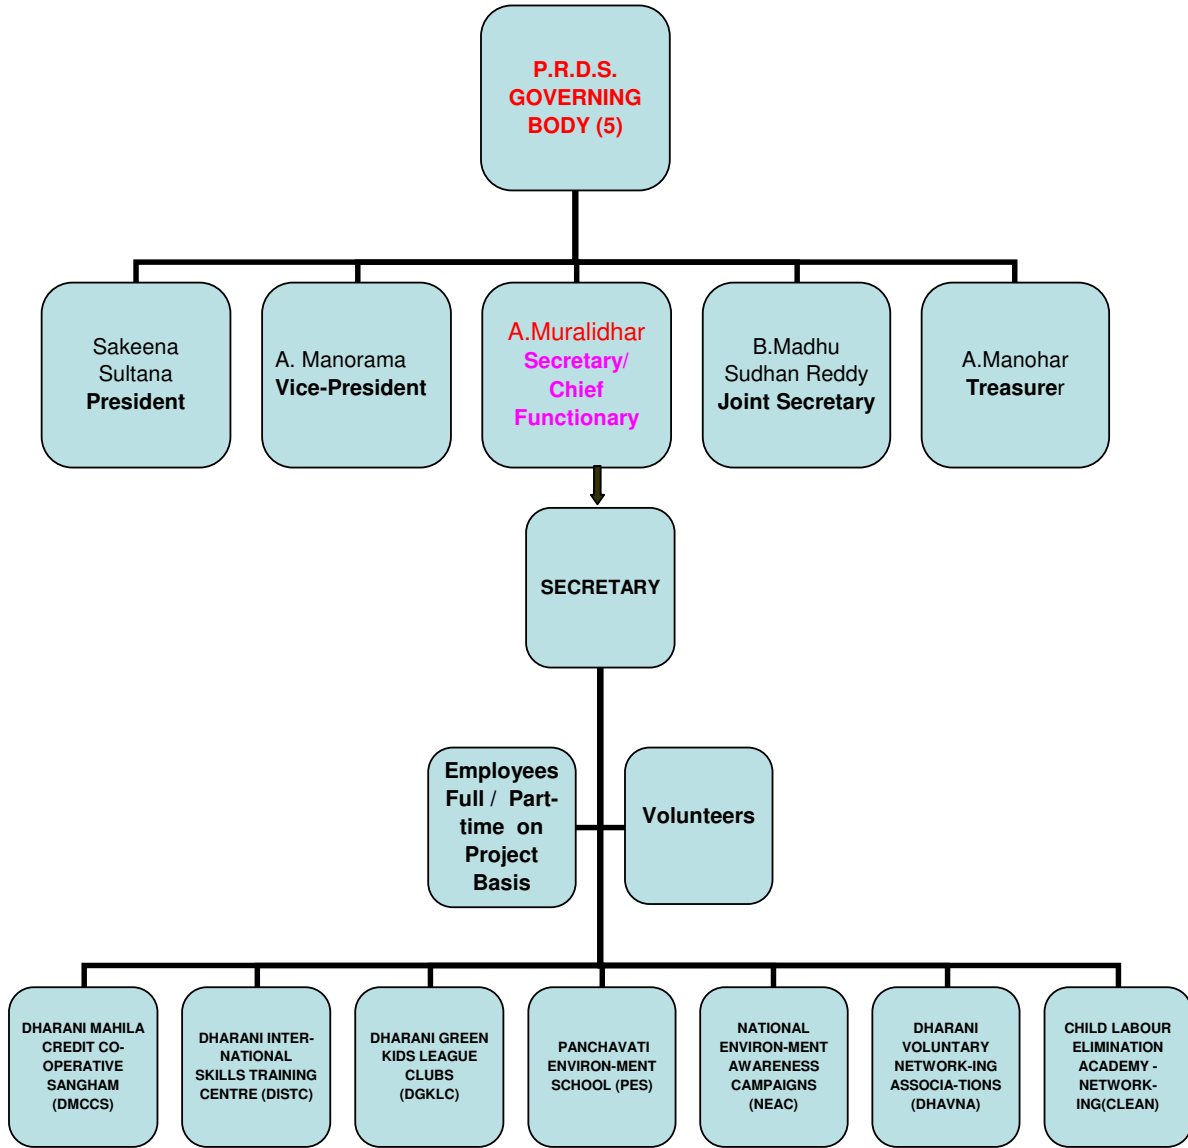 P.R.D.S.
GOVERNING
BODY (5)
Sakeena
Sultana
President
A. Manorama
Vice-President
A.Muralidhar
Secretary/
Chief
Functionary
B.Madhu
Sudhan Reddy
Joint Secretary
A.Manohar
Treasurer
SECRETARY
Employees
Full / Part-
time on
Project
Basis
Volunteers
DHARANI MAHILA
CREDIT CO-
OPERATIVE
SANGHAM
(DMCCS)
DHARANI INTER-
NATIONAL
SKILLS TRAINING
CENTRE (DISTC)
DHARANI GREEN
KIDS LEAGUE
CLUBS
(DGKLC)
PANCHAVATI
ENVIRON-MENT
SCHOOL (PES)
NATIONAL
ENVIRON-MENT
AWARENESS
CAMPAIGNS
(NEAC)
DHARANI
VOLUNTARY
NETWORK-ING
ASSOCIA-TIONS
(DHAVNA)
CHILD LABOUR
ELIMINATION
ACADEMY -
NETWORK-
ING(CLEAN)